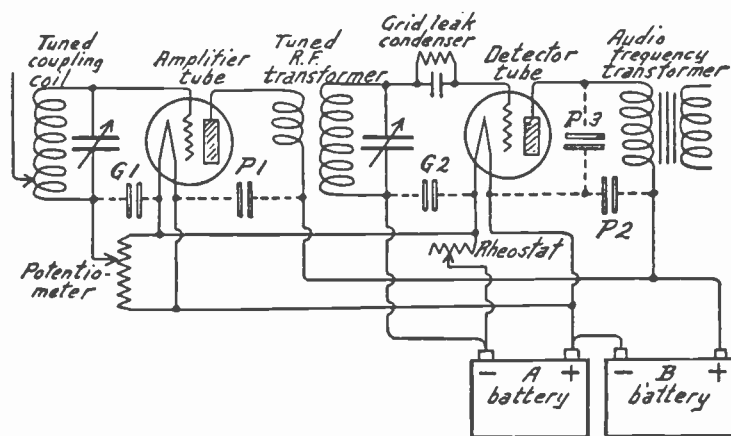 Tuned
coupling
coil
Amplifier
tube
Tuned
R.F.
transformer
Grid leak
condenser
Detector
tube
Audio
frequency
transformer
G1
P1
G2
P3
P2
Potentio-
meter
Rheostat
- A +
battery
- B +
battery